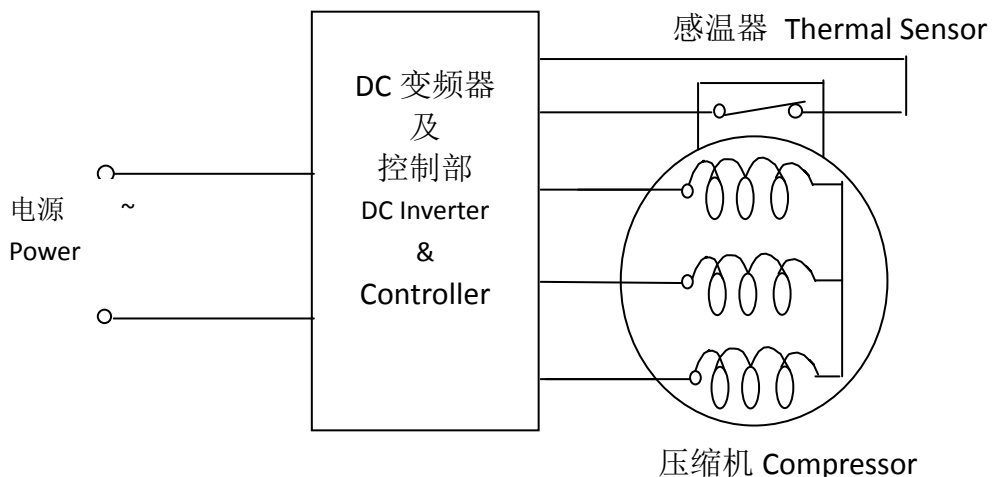 感温器 Thermal Sensor
DC 变频器
及
控制部
DC Inverter
&
Controller
电源 ~
Power
压缩机 Compressor